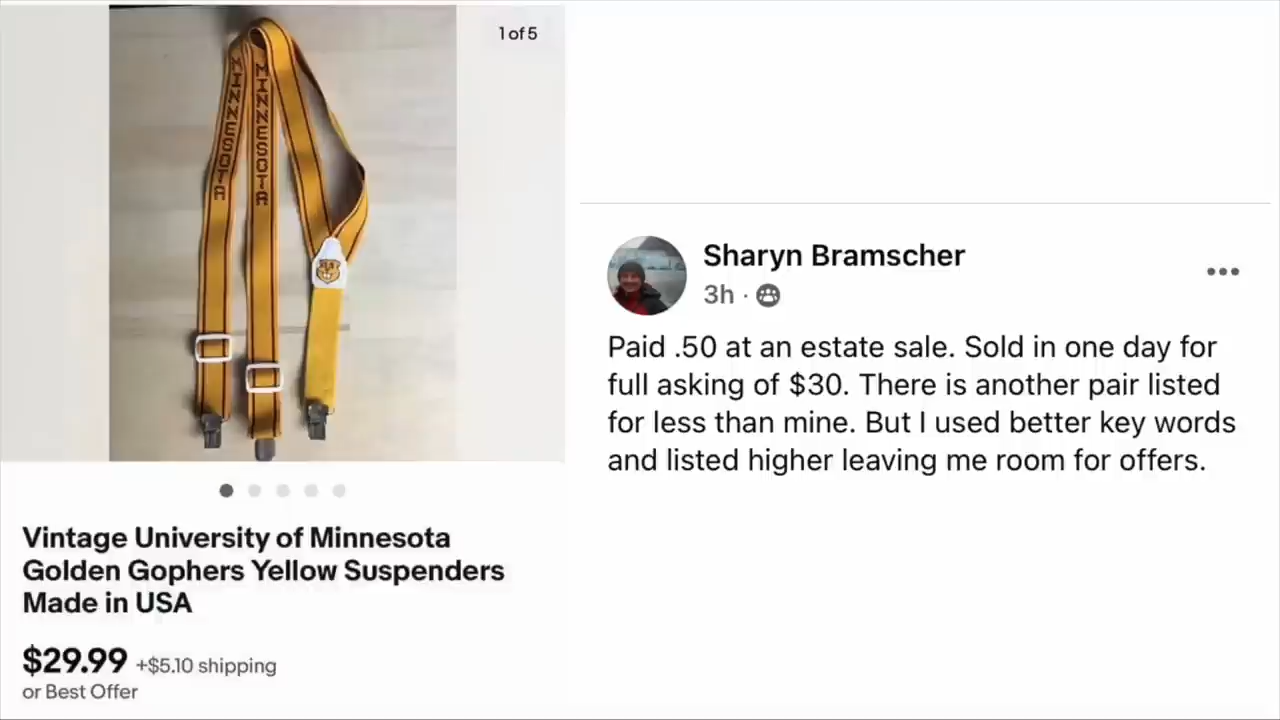 1 of 5
MINNESOTA
MINNESOTA
Vintage University of Minnesota
Golden Gophers Yellow Suspenders
Made in USA
$29.99 +$5.10 shipping
or Best Offer
Sharyn Bramscher
3h ·
Paid .50 at an estate sale. Sold in one day for
full asking of $30. There is another pair listed
for less than mine. But I used better key words
and listed higher leaving me room for offers.